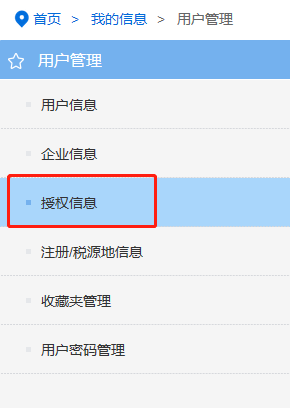 首页 > 我的信息 > 用户管理
用户管理
用户信息
企业信息
授权信息
注册/税源地信息
收藏夹管理
用户密码管理